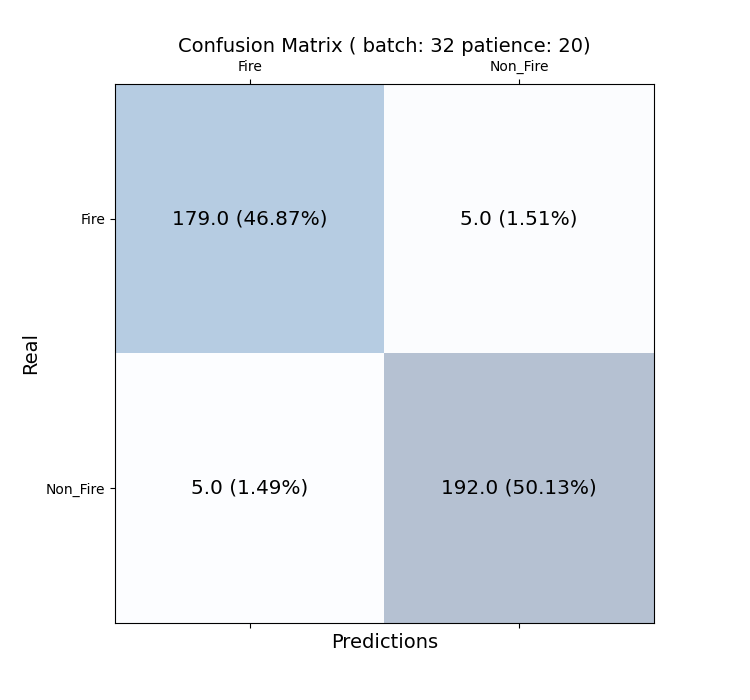 Confusion Matrix ( batch: 32 patience: 20)
Fire Non_Fire
Fire 179.0 (46.87%) 5.0 (1.51%)
Real
Non_Fire 5.0 (1.49%) 192.0 (50.13%)
Predictions